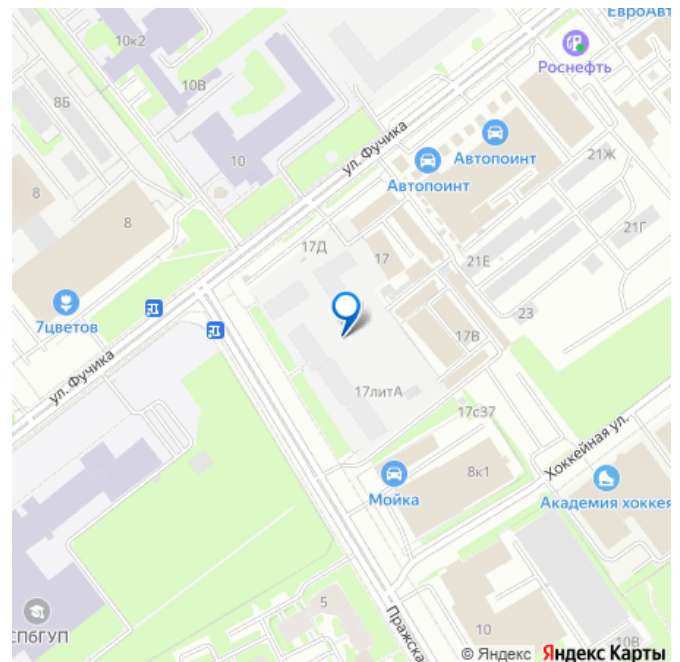 ЕвроАвт
10к2
Роснефть
8Б
10В
ул. Фучика
10
Автопоинт
21Ж
Автопоинт
8
8
17Д
17
21Е
21Г
7цветов
23
17В
ул. Фучика
17литА
17с37
Хоккейная ул.
8к1
Мойка
Академия хоккея
5
СПбГУП
Пражска
10
10В
© Яндекс Яндекс Карты